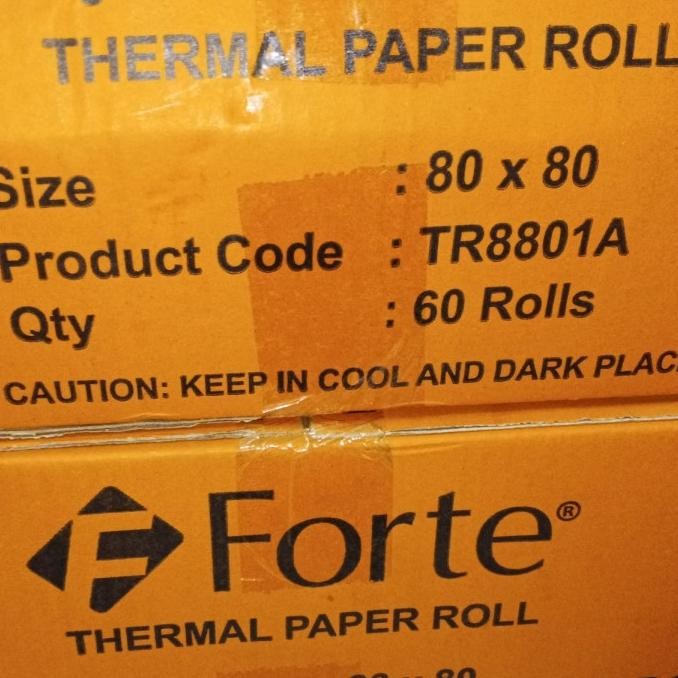 THERMAL PAPER ROLL
Size : 80 x 80
Product Code : TR8801A
Qty : 60 Rolls
CAUTION: KEEP IN COOL AND DARK PLAC
F Forte®
THERMAL PAPER ROLL